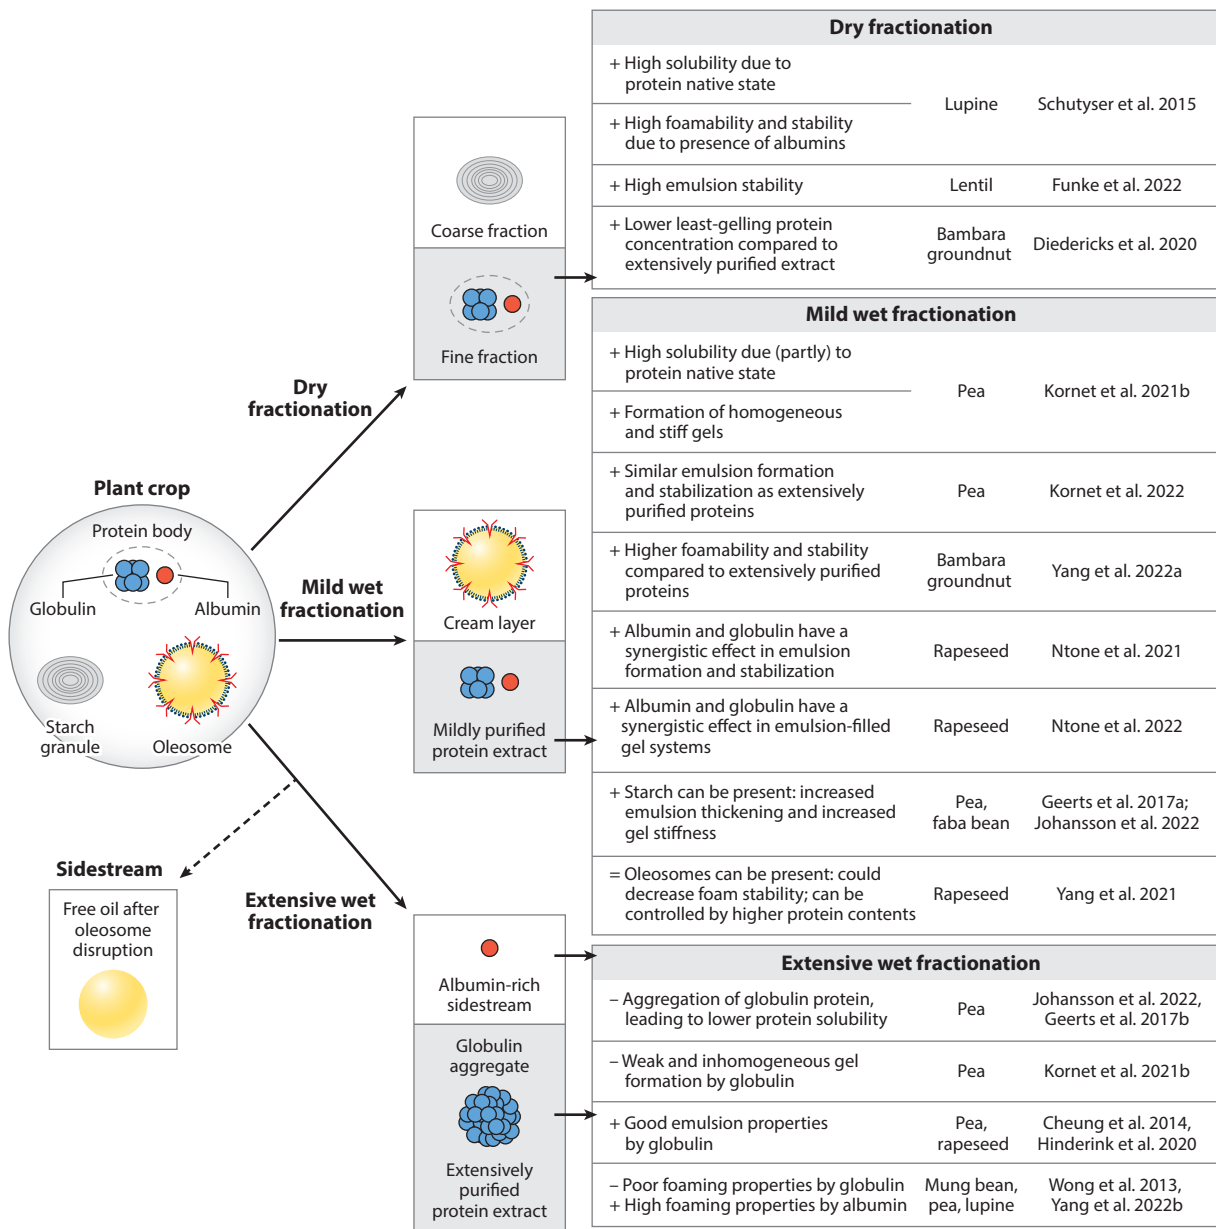 Plant crop
Protein body
Globulin
Albumin
Starch
granule
Oleosome
Dry
fractionation
Mild wet
fractionation
Extensive wet
fractionation
Sidestream
Free oil after
oleosome
disruption
Coarse fraction
Fine fraction
Cream layer
Mildly purified
protein extract
Albumin-rich
sidestream
Globulin
aggregate
Extensively
purified
protein extract
Dry fractionation
+ High solubility due to
protein native state
+ High foamability and stability
due to presence of albumins
Lupine
Schutyser et al. 2015
+ High emulsion stability
Lentil
Funke et al. 2022
+ Lower least-gelling protein
concentration compared to
extensively purified extract
Bambara
groundnut
Diedericks et al. 2020
Mild wet fractionation
+ High solubility due (partly) to
protein native state
+ Formation of homogeneous
and stiff gels
Pea
Kornet et al. 2021b
+ Similar emulsion formation
and stabilization as extensively
purified proteins
Pea
Kornet et al. 2022
+ Higher foamability and stability
compared to extensively purified
proteins
Bambara
groundnut
Yang et al. 2022a
+ Albumin and globulin have a
synergistic effect in emulsion
formation and stabilization
Rapeseed
Ntone et al. 2021
+ Albumin and globulin have a
synergistic effect in emulsion-filled
gel systems
Rapeseed
Ntone et al. 2022
+ Starch can be present: increased
emulsion thickening and increased
gel stiffness
Pea,
faba bean
Geerts et al. 2017a;
Johansson et al. 2022
= Oleosomes can be present: could
decrease foam stability; can be
controlled by higher protein contents
Rapeseed
Yang et al. 2021
Extensive wet fractionation
– Aggregation of globulin protein,
leading to lower protein solubility
Pea
Johansson et al. 2022,
Geerts et al. 2017b
– Weak and inhomogeneous gel
formation by globulin
Pea
Kornet et al. 2021b
+ Good emulsion properties
by globulin
Pea,
rapeseed
Cheung et al. 2014,
Hinderink et al. 2020
– Poor foaming properties by globulin
+ High foaming properties by albumin
Mung bean,
pea, lupine
Wong et al. 2013,
Yang et al. 2022b